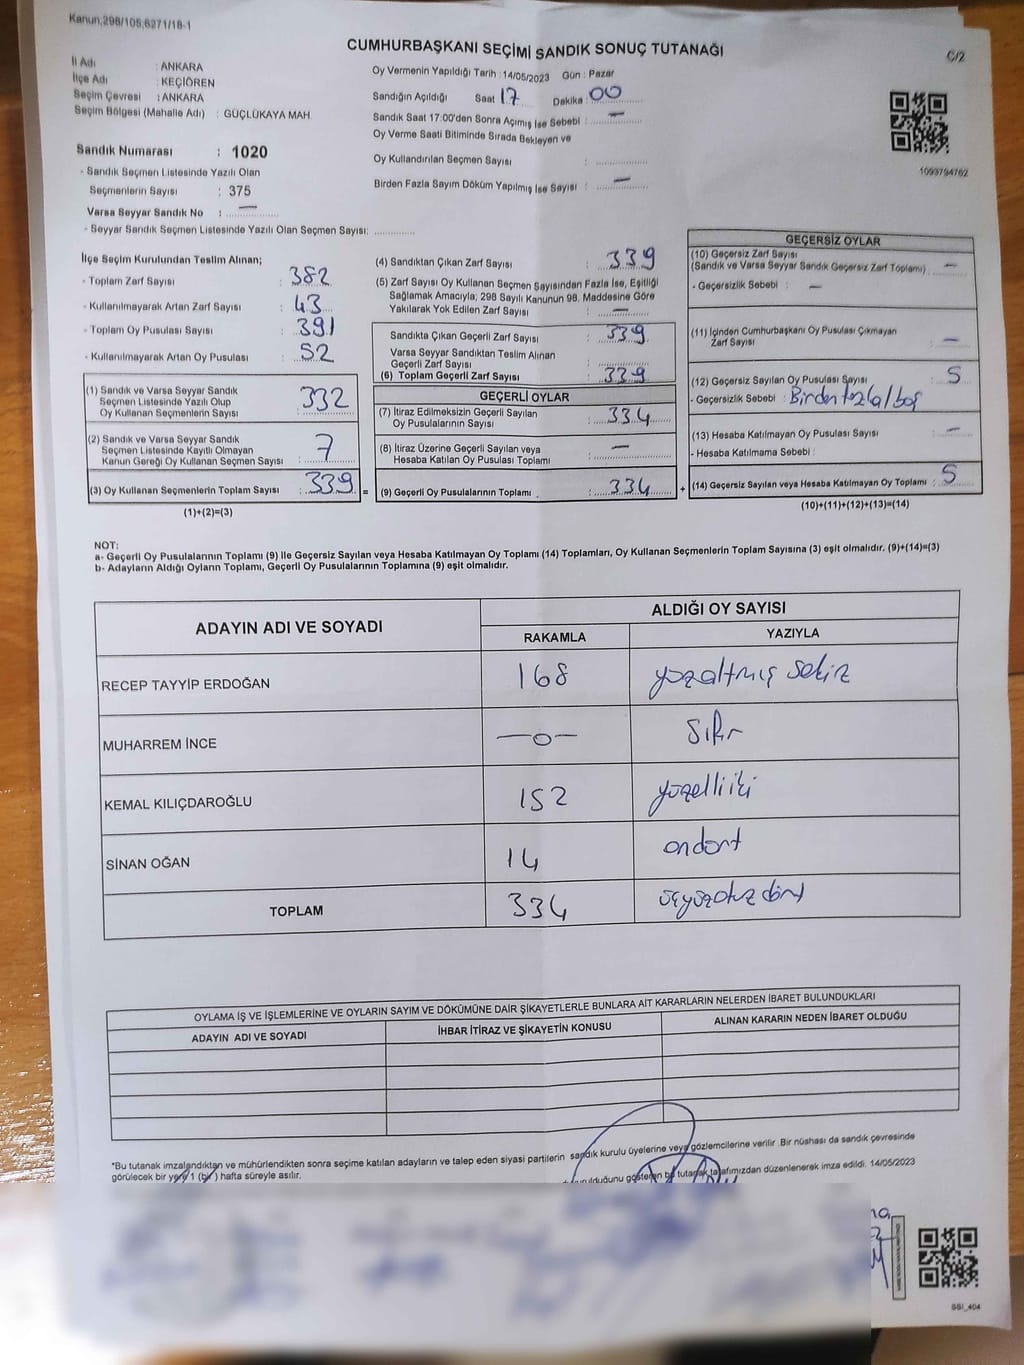 Kanun;298/105;6271/18-1
CUMHURBAŞKANI SEÇİMİ SANDIK SONUÇ TUTANAĞI
C/2
İl Adı : ANKARA
İlçe Adı : KEÇİÖREN
Seçim Çevresi : ANKARA
Seçim Bölgesi (Mahalle Adı) : GÜÇLÜKAYA MAH.
Sandık Numarası : 1020
- Sandık Seçmen Listesinde Yazılı Olan
Seçmenlerin Sayısı : 375
Varsa Seyyar Sandık No : —
- Seyyar Sandık Seçmen Listesinde Yazılı Olan Seçmen Sayısı: ............
Oy Vermenin Yapıldığı Tarih : 14/05/2023 Gün : Pazar
Sandığın Açıldığı Saat 17 Dakika : 00
Sandık Saat 17:00'den Sonra Açımış İse Sebebi : —
Oy Verme Saati Bitiminde Sırada Bekleyen ve
Oy Kullandırılan Seçmen Sayısı : ..............
Birden Fazla Sayım Döküm Yapılmış İse Sayısı : —
1093794762
İlçe Seçim Kurulundan Teslim Alınan;
- Toplam Zarf Sayısı : 382
- Kullanılmayarak Artan Zarf Sayısı : 43
- Toplam Oy Pusulası Sayısı : 391
- Kullanılmayarak Artan Oy Pusulası : 52
(1) Sandık ve Varsa Seyyar Sandık
Seçmen Listesinde Yazılı Olup
Oy Kullanan Seçmenlerin Sayısı : 332
(2) Sandık ve Varsa Seyyar Sandık
Seçmen Listesinde Kayıtlı Olmayan
Kanun Gereği Oy Kullanan Seçmen Sayısı : 7
(3) Oy Kullanan Seçmenlerin Toplam Sayısı : 339 =
(1)+(2)=(3)
(4) Sandıktan Çıkan Zarf Sayısı : 339
(5) Zarf Sayısı Oy Kullanan Seçmen Sayısından Fazla İse, Eşitliği
Sağlamak Amacıyla; 298 Sayılı Kanunun 98. Maddesine Göre
Yakılarak Yok Edilen Zarf Sayısı : —
Sandıkta Çıkan Geçerli Zarf Sayısı : 339
Varsa Seyyar Sandıktan Teslim Alınan
Geçerli Zarf Sayısı : ..............
(6) Toplam Geçerli Zarf Sayısı : 339
GEÇERLİ OYLAR
(7) İtiraz Edilmeksizin Geçerli Sayılan
Oy Pusulalarının Sayısı : 334
(8) İtiraz Üzerine Geçerli Sayılan veya
Hesaba Katılan Oy Pusulası Toplamı : —
(9) Geçerli Oy Pusulalarının Toplamı : 334 +
GEÇERSİZ OYLAR
(10) Geçersiz Zarf Sayısı
(Sandık ve Varsa Seyyar Sandık Geçersiz Zarf Toplamı) —
- Geçersizlik Sebebi : —
(11) İçinden Cumhurbaşkanı Oy Pusulası Çıkmayan
Zarf Sayısı : —
(12) Geçersiz Sayılan Oy Pusulası Sayısı : 5
- Geçersizlik Sebebi : Birden fazla/boş
(13) Hesaba Katılmayan Oy Pusulası Sayısı : —
- Hesaba Katılmama Sebebi :
(14) Geçersiz Sayılan veya Hesaba Katılmayan Oy Toplamı : 5
(10)+(11)+(12)+(13)=(14)
NOT:
a- Geçerli Oy Pusulalarının Toplamı (9) ile Geçersiz Sayılan veya Hesaba Katılmayan Oy Toplamı (14) Toplamları, Oy Kullanan Seçmenlerin Toplam Sayısına (3) eşit olmalıdır. (9)+(14)=(3)
b- Adayların Aldığı Oyların Toplamı, Geçerli Oy Pusulalarının Toplamına (9) eşit olmalıdır.
ADAYIN ADI VE SOYADI
ALDIĞI OY SAYISI
RAKAMLA YAZIYLA
RECEP TAYYİP ERDOĞAN 168 yüzaltmış sekiz
MUHARREM İNCE —o— Sıfır
KEMAL KILIÇDAROĞLU 152 yüzelliiki
SİNAN OĞAN 14 ondört
TOPLAM 334 üçyüzotuz dört
OYLAMA İŞ VE İŞLEMLERİNE VE OYLARIN SAYIM VE DÖKÜMÜNE DAİR ŞİKAYETLERLE BUNLARA AİT KARARLARIN NELERDEN İBARET BULUNDUKLARI
ADAYIN ADI VE SOYADI İHBAR İTİRAZ VE ŞİKAYETİN KONUSU ALINAN KARARIN NEDEN İBARET OLDUĞU
*Bu tutanak imzalandıktan ve mühürlendikten sonra seçime katılan adayların ve talep eden siyasi partilerin sandık kurulu üyelerine veya gözlemcilerine verilir. Bir nüshası da sandık çevresinde
görülecek bir yere 1 (bir) hafta süreyle asılır.
olduğunu gösteren bu tutanak tarafımızdan düzenlenerek imza edildi. 14/05/2023
SSI_404